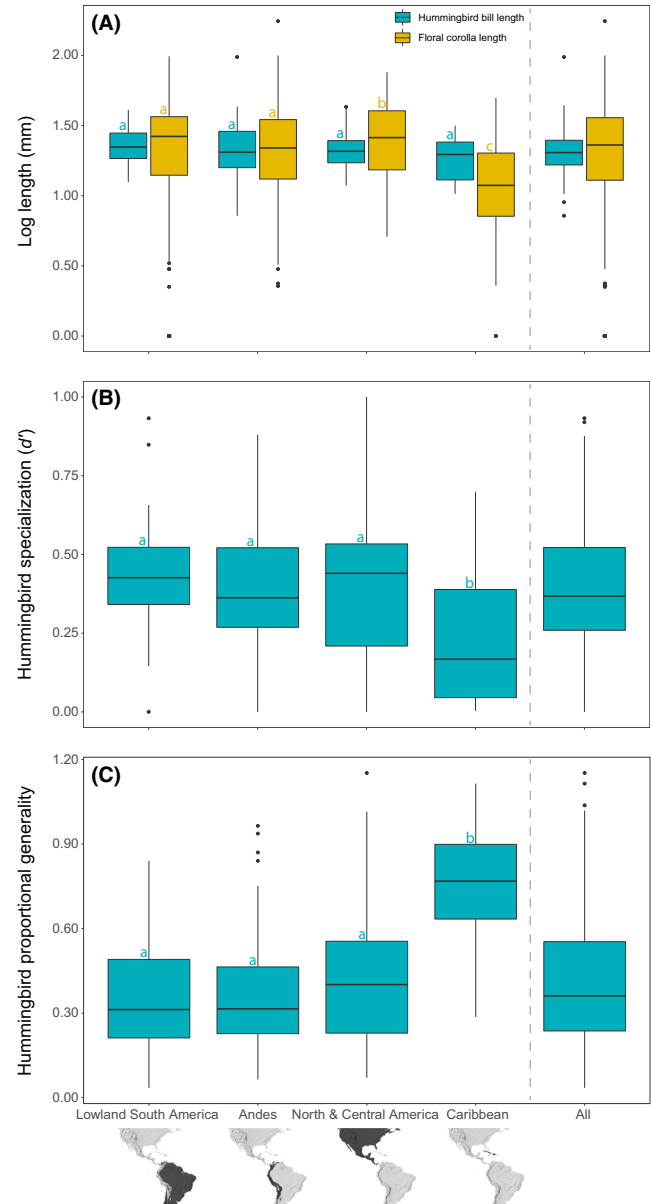 (A)
Hummingbird bill length
Floral corolla length
Log length (mm)
2.00
1.50
1.00
0.50
0.00
a
a
a
a
a
b
a
c
(B)
Hummingbird specialization (d′)
1.00
0.75
0.50
0.25
0.00
a
a
a
b
(C)
Hummingbird proportional generality
1.20
0.90
0.60
0.30
0.00
a
a
a
b
Lowland South America
Andes
North & Central America
Caribbean
All